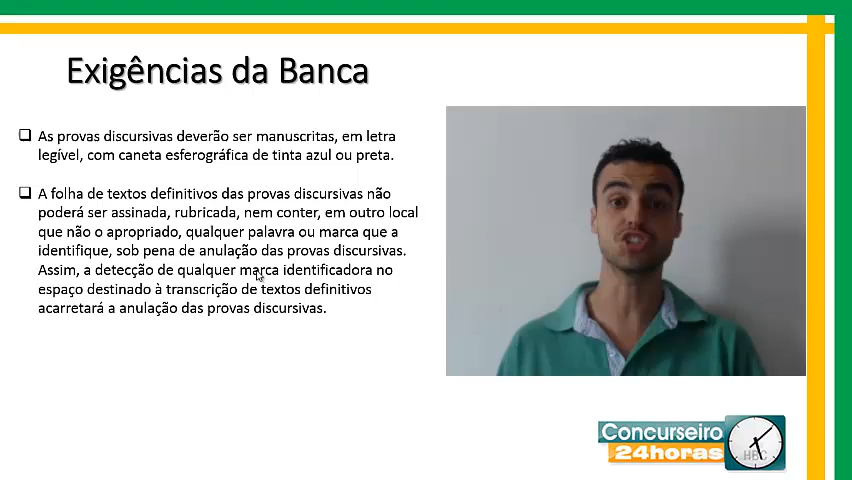 Exigências da Banca
❑ As provas discursivas deverão ser manuscritas, em letra
legível, com caneta esferográfica de tinta azul ou preta.
❑ A folha de textos definitivos das provas discursivas não
poderá ser assinada, rubricada, nem conter, em outro local
que não o apropriado, qualquer palavra ou marca que a
identifique, sob pena de anulação das provas discursivas.
Assim, a detecção de qualquer marca identificadora no
espaço destinado à transcrição de textos definitivos
acarretará a anulação das provas discursivas.
Concurseiro
24horas
HBC